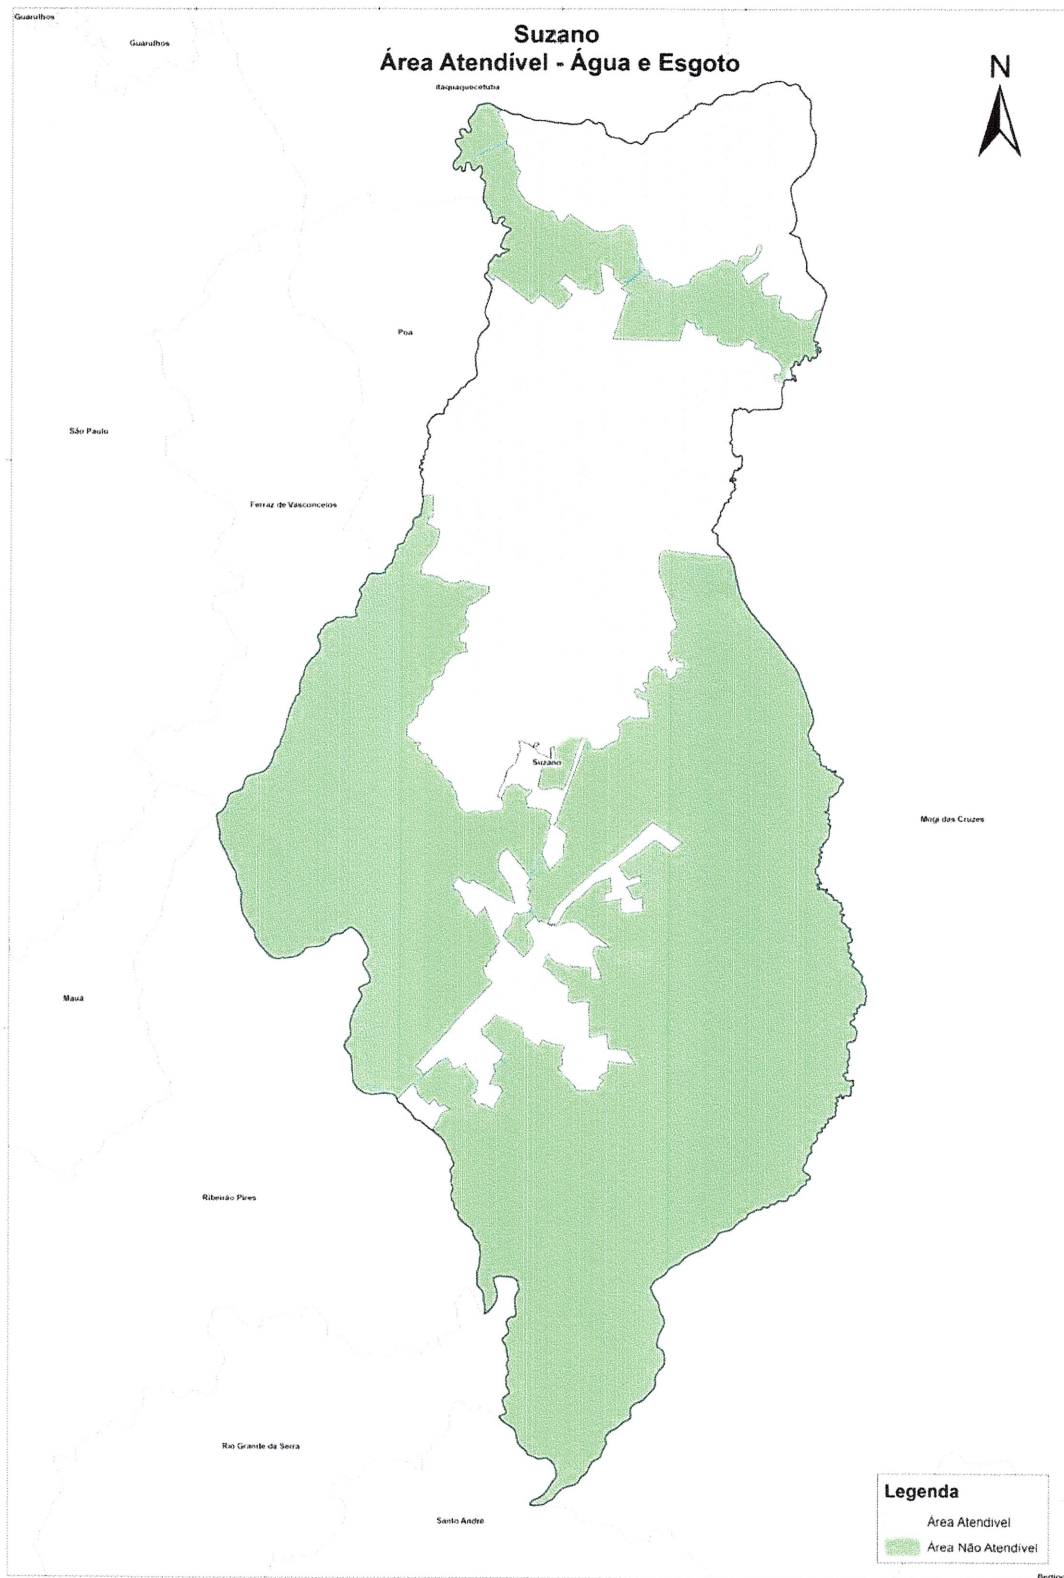 Guarulhos
Guarulhos
Suzano
Área Atendível - Água e Esgoto
Itaquaquecetuba
N
Poá
São Paulo
Ferraz de Vasconcelos
Suzano
Mogi das Cruzes
Mauá
Ribeirão Pires
Rio Grande da Serra
Santo André
Legenda
Área Atendível
Área Não Atendível